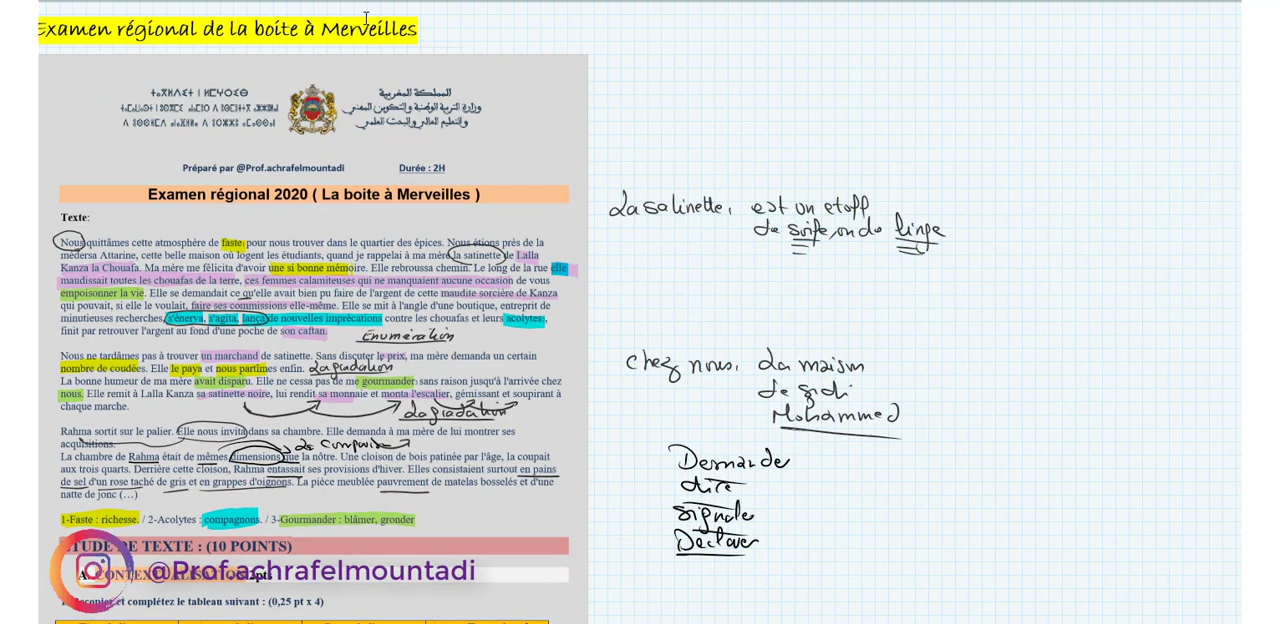 Examen régional de la boite à Merveilles
المملكة المغربية
وزارة التربية الوطنية والتكوين المهني
والتعليم العالي والبحث العلمي
Préparé par @Prof.achrafelmountadi Durée : 2H
Examen régional 2020 ( La boite à Merveilles )
Texte:
Nous quittâmes cette atmosphère de faste, pour nous trouver dans le quartier des épices. Nous étions près de la
médersa Attarine, cette belle maison où logent les étudiants, quand je rappelai à ma mère la satinette de Lalla
Kanza la Chouafa. Ma mère me félicita d'avoir une si bonne mémoire. Elle rebroussa chemin. Le long de la rue elle
maudissait toutes les chouafas de la terre, ces femmes calamiteuses qui ne manquaient aucune occasion de vous
empoisonner la vie. Elle se demandait ce qu'elle avait bien pu faire de l'argent de cette maudite sorcière de Kanza
qui pouvait, si elle le voulait, faire ses commissions elle-même. Elle se mit à l'angle d'une boutique, entreprit de
minutieuses recherches, s'énerva, s'agita, lança de nouvelles imprécations contre les chouafas et leurs acolytes,
finit par retrouver l'argent au fond d'une poche de son caftan.
Enumération
Nous ne tardâmes pas à trouver un marchand de satinette. Sans discuter le prix, ma mère demanda un certain
nombre de coudées. Elle le paya et nous partîmes enfin. La gradation
La bonne humeur de ma mère avait disparu. Elle ne cessa pas de me gourmander sans raison jusqu'à l'arrivée chez
nous. Elle remit à Lalla Kanza sa satinette noire, lui rendit sa monnaie et monta l'escalier, gémissant et soupirant à
chaque marche.
La gradation
Rahma sortit sur le palier. Elle nous invita dans sa chambre. Elle demanda à ma mère de lui montrer ses
acquisitions.
La chambre de Rahma était de mêmes dimensions que la nôtre. Une cloison de bois patinée par l'âge, la coupait
aux trois quarts. Derrière cette cloison, Rahma entassait ses provisions d'hiver. Elles consistaient surtout en pains
de sel d'un rose taché de gris et en grappes d'oignons. La pièce meublée pauvrement de matelas bosselés et d'une
natte de jonc (…)
1-Faste : richesse. / 2-Acolytes : compagnons. / 3-Gourmander : blâmer, gronder
ETUDE DE TEXTE : (10 POINTS)
A. CONTEXTUALISATION 2pts
@Prof.achrafelmountadi
et complétez le tableau suivant : (0,25 pt x 4)
La satinette, est un etoff
de
linge
chez nous, La maison
de sidi
Mohammed
Demande
dire
signale
Declarer